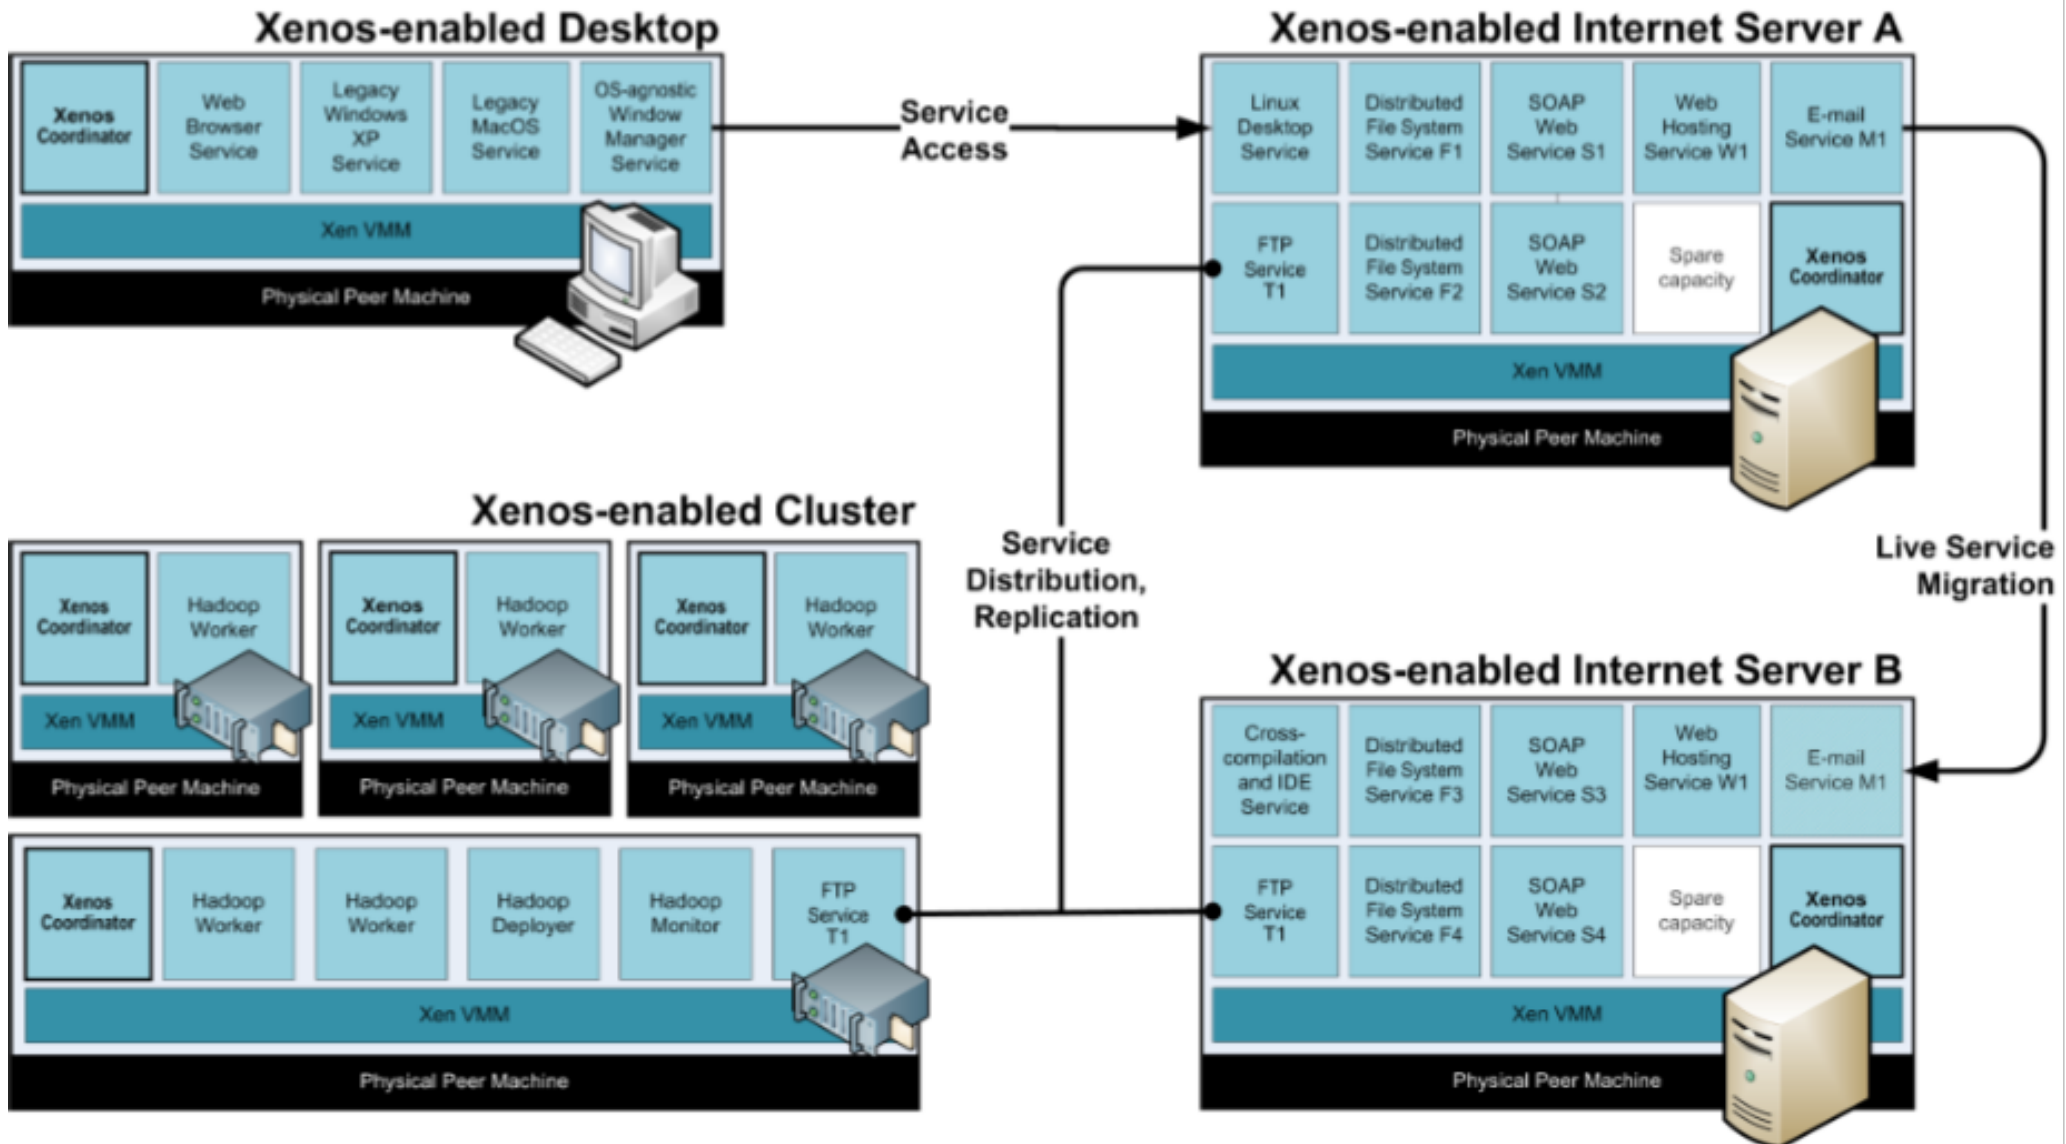 Xenos-enabled Desktop
Xenos
Coordinator
Web
Browser
Service
Legacy
Windows
XP
Service
Legacy
MacOS
Service
OS-agnostic
Window
Manager
Service
Xen VMM
Physical Peer Machine
Service
Access
Xenos-enabled Internet Server A
Linux
Desktop
Service
Distributed
File System
Service F1
SOAP
Web
Service S1
Web
Hosting
Service W1
E-mail
Service M1
FTP
Service
T1
Distributed
File System
Service F2
SOAP
Web
Service S2
Spare
capacity
Xenos
Coordinator
Xen VMM
Physical Peer Machine
Xenos-enabled Cluster
Xenos
Coordinator
Hadoop
Worker
Xen VMM
Physical Peer Machine
Xenos
Coordinator
Hadoop
Worker
Xen VMM
Physical Peer Machine
Xenos
Coordinator
Hadoop
Worker
Xen VMM
Physical Peer Machine
Xenos
Coordinator
Hadoop
Worker
Hadoop
Worker
Hadoop
Deployer
Hadoop
Monitor
FTP
Service
T1
Xen VMM
Physical Peer Machine
Service
Distribution,
Replication
Live Service
Migration
Xenos-enabled Internet Server B
Cross-
compilation
and IDE
Service
Distributed
File System
Service F3
SOAP
Web
Service S3
Web
Hosting
Service W1
E-mail
Service M1
FTP
Service
T1
Distributed
File System
Service F4
SOAP
Web
Service S4
Spare
capacity
Xenos
Coordinator
Xen VMM
Physical Peer Machine